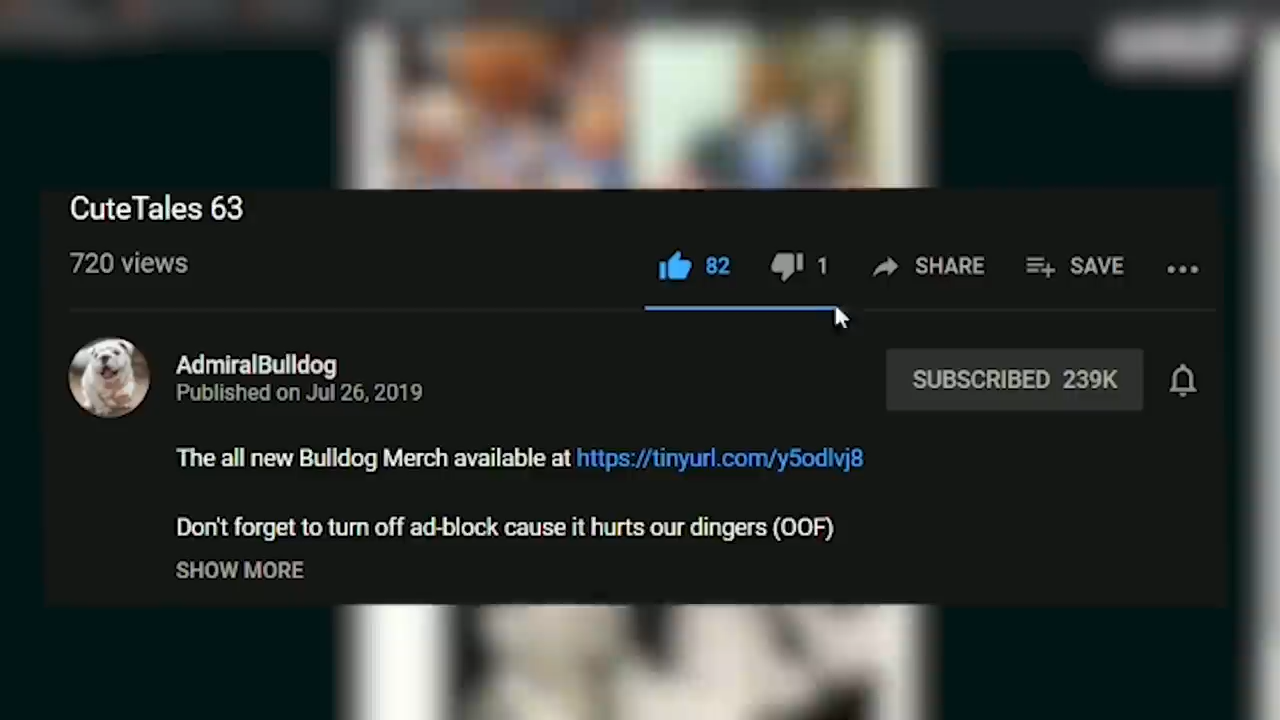 CuteTales 63
720 views
82 1 SHARE SAVE
AdmiralBulldog
Published on Jul 26, 2019
SUBSCRIBED 239K
The all new Bulldog Merch available at https://tinyurl.com/y5odlvj8
Don't forget to turn off ad-block cause it hurts our dingers (OOF)
SHOW MORE